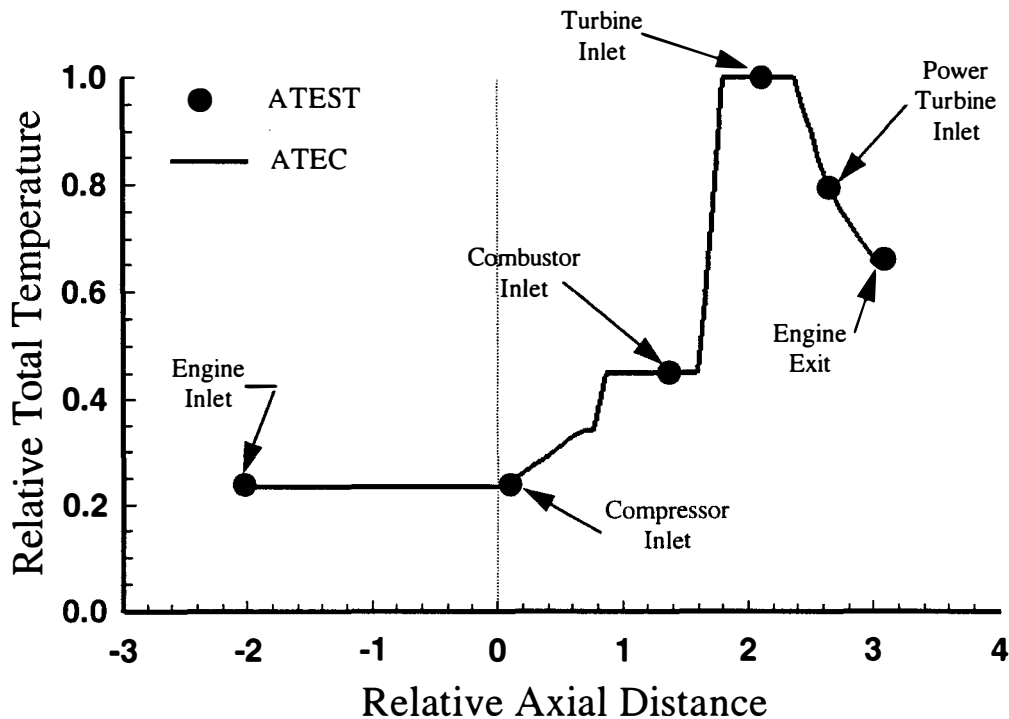 Turbine
Inlet
Power
Turbine
Inlet
ATEST
ATEC
Combustor
Inlet
Engine
Inlet
Engine
Exit
Compressor
Inlet
Relative Total Temperature
1.0
0.8
0.6
0.4
0.2
0.0
-3 -2 -1 0 1 2 3 4
Relative Axial Distance